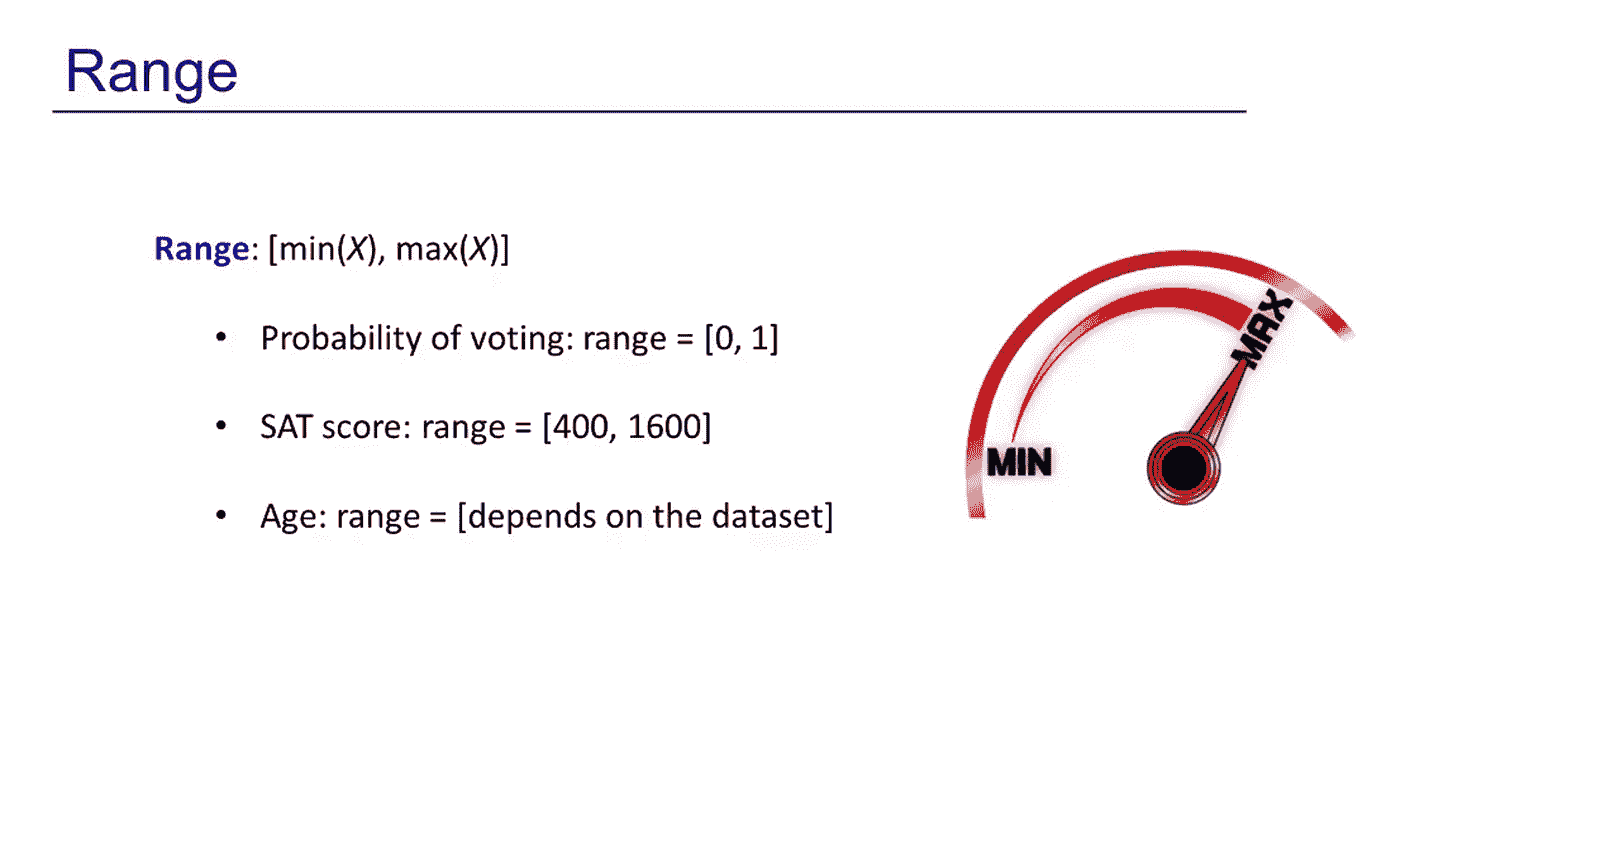 Range
Range: [min(X), max(X)]
• Probability of voting: range = [0, 1]
• SAT score: range = [400, 1600]
• Age: range = [depends on the dataset]
MIN
MAX